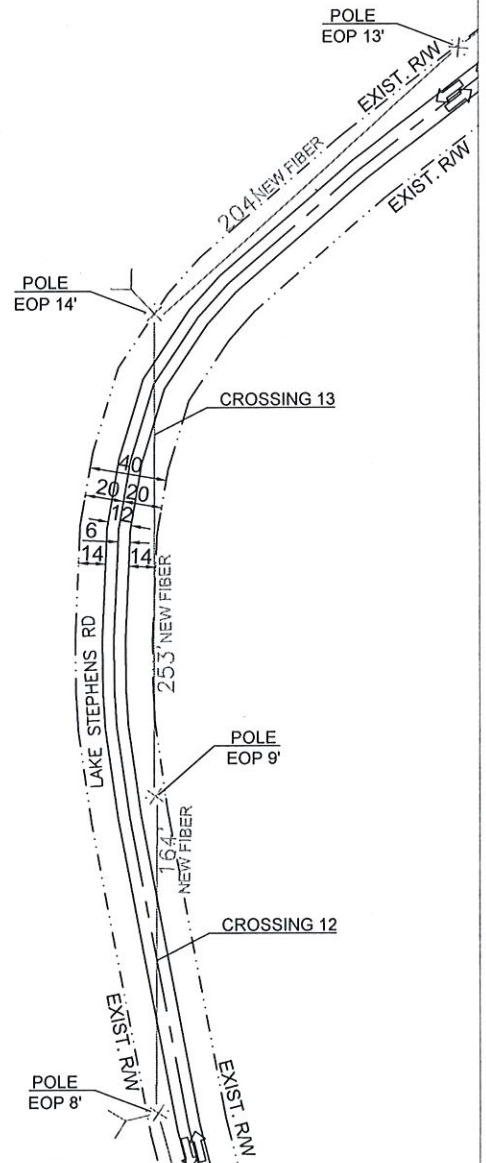 POLE
EOP 13'
EXIST. R/W
EXIST. R/W
204' NEW FIBER
POLE
EOP 14'
CROSSING 13
40
20 20
12
6
14 14
253' NEW FIBER
LAKE STEPHENS RD
POLE
EOP 9'
164'
NEW FIBER
CROSSING 12
EXIST. R/W
POLE
EOP 8'
EXIST. R/W